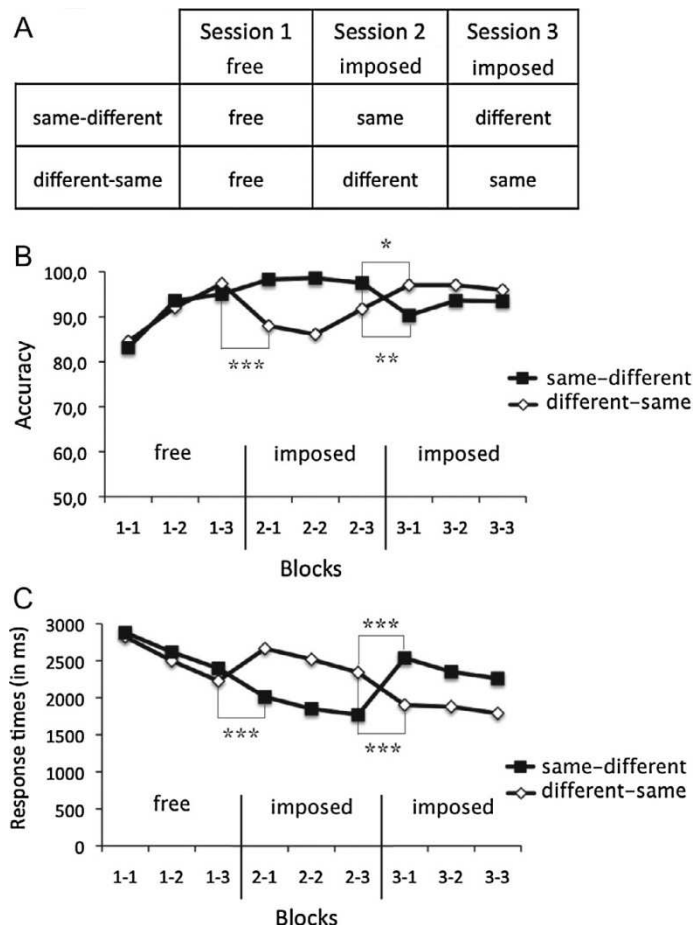 A
Session 1 Session 2 Session 3
free imposed imposed
same-different free same different
different-same free different same
B
*
100,0
90,0
80,0
70,0
60,0
50,0
Accuracy
***
**
same-different
different-same
free imposed imposed
1-1 1-2 1-3 2-1 2-2 2-3 3-1 3-2 3-3
Blocks
C
3000
2500
2000
1500
1000
500
0
Response times (in ms)
***
***
***
same-different
different-same
free imposed imposed
1-1 1-2 1-3 2-1 2-2 2-3 3-1 3-2 3-3
Blocks